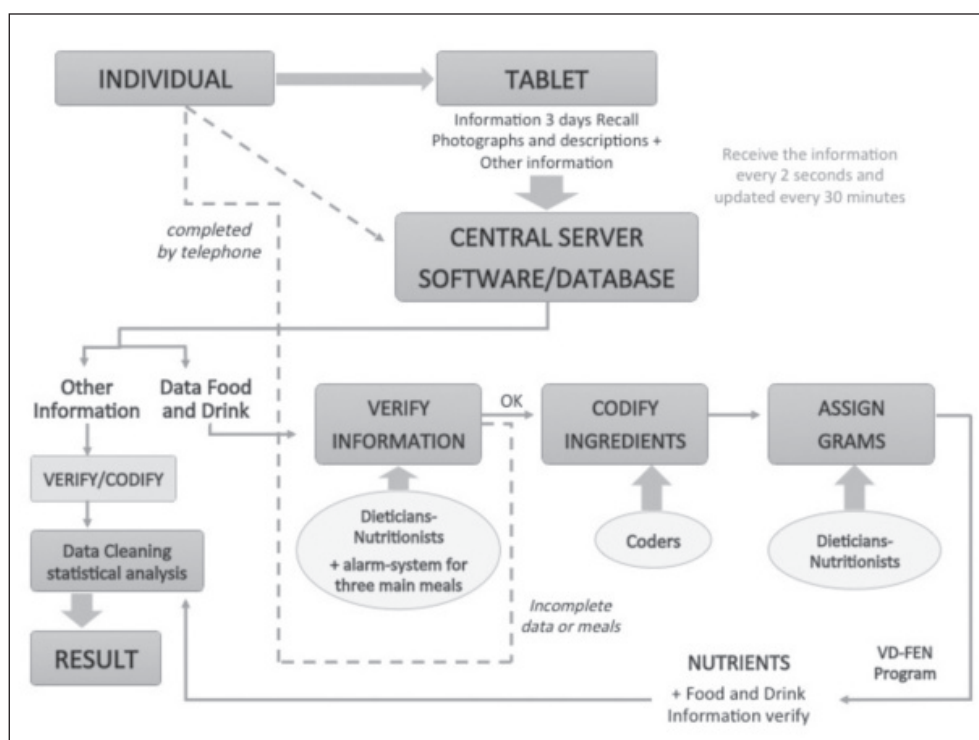 INDIVIDUAL
TABLET
Information 3 days Recall
Photographs and descriptions +
Other information
Receive the information
every 2 seconds and
updated every 30 minutes
completed
by telephone
CENTRAL SERVER
SOFTWARE/DATABASE
Other
Information
Data Food
and Drink
VERIFY
INFORMATION
OK
CODIFY
INGREDIENTS
ASSIGN
GRAMS
VERIFY/CODIFY
Dieticians-
Nutritionists
+ alarm-system for
three main meals
Coders
Dieticians-
Nutritionists
Data Cleaning
statistical analysis
Incomplete
data or meals
RESULT
NUTRIENTS
+ Food and Drink
Information verify
VD-FEN
Program